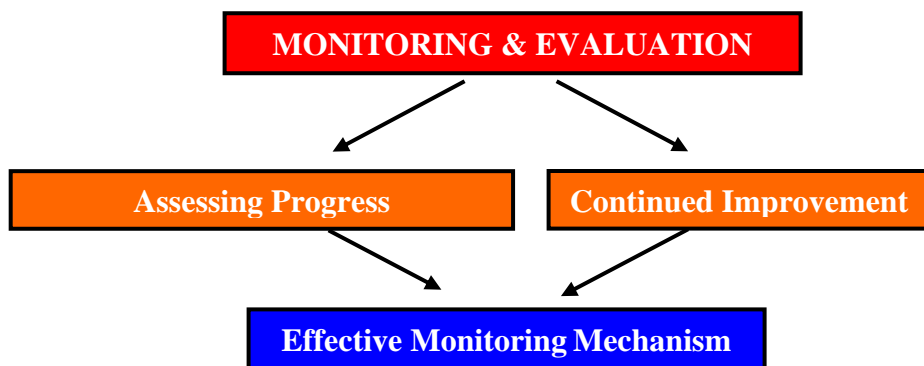 MONITORING & EVALUATION
Assessing Progress
Continued Improvement
Effective Monitoring Mechanism